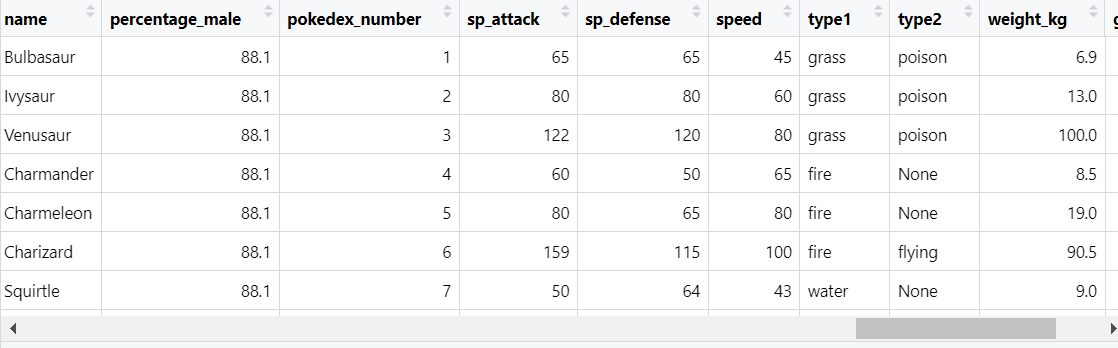 name percentage_male pokedex_number sp_attack sp_defense speed type1 type2 weight_kg
Bulbasaur 88.1 1 65 65 45 grass poison 6.9
Ivysaur 88.1 2 80 80 60 grass poison 13.0
Venusaur 88.1 3 122 120 80 grass poison 100.0
Charmander 88.1 4 60 50 65 fire None 8.5
Charmeleon 88.1 5 80 65 80 fire None 19.0
Charizard 88.1 6 159 115 100 fire flying 90.5
Squirtle 88.1 7 50 64 43 water None 9.0